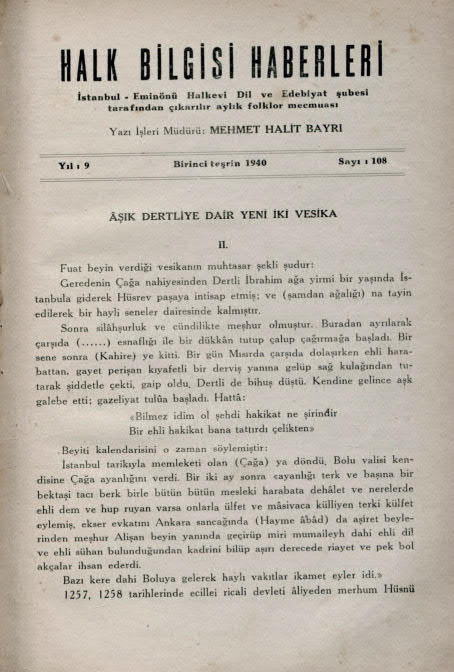 HALK BİLGİSİ HABERLERİ
İstanbul - Eminönü Halkevi Dil ve Edebiyat şubesi
tarafından çıkarılır aylık folklor mecmuası
Yazı İşleri Müdürü: MEHMET HALİT BAYRI
Yıl : 9 Birinci teşrin 1940 Sayı : 108
ÂŞIK DERTLİYE DAİR YENİ İKİ VESİKA
II.
Fuat beyin verdiği vesikanın muhtasar şekli şudur:
Geredenin Çağa nahiyesinden Dertli İbrahim ağa yirmi bir yaşında İs-
tanbula giderek Hüsrev paşaya intisap etmiş; ve (şamdan ağalığı) na tayin
edilerek bir hayli seneler dairesinde kalmıştır.
Sonra silâhşurluk ve cündilikte meşhur olmuştur. Buradan ayrılarak
çarşıda (......) esnaflığı ile bir dükkân tutup çalup çağırmağa başladı. Bir
sene sonra (Kahire) ye kitti. Bir gün Mısırda çarşıda dolaşırken ehli hara-
battan, gayet perişan kıyafetli bir derviş yanına gelüp sağ kulağından tu-
tarak şiddetle çekti, gaip oldu. Dertli de bihuş düştü. Kendine gelince aşk
galebe etti; gazeliyat tulûa başladı. Hattâ:
«Bilmez idim ol şehdi hakikat ne şirindir
Bir ehli hakikat bana tattırdı çelikten»
Beyiti kalendarisini o zaman söylemiştir:
İstanbul tarikıyla memleketi olan (Çağa) ya döndü. Bolu valisi ken-
disine Çağa ayanlığını verdi. Bir iki ay sonra cayanlığı terk ve başına bir
bektaşi tacı berk birle bütün bütün mesleki harabata dehâlet ve nerelerde
ehli dem ve hup ruyan varsa onlarla ülfet ve mâsivaca külliyen terki külfet
eylemiş, ekser evkatını Ankara sancağında (Hayme âbâd) da aşiret beyle-
rinden meşhur Alişan beyin yanında geçirüp miri mumaileyh dahi ehli dil
ve ehli sühan bulunduğundan kadrini bilüp aşırı derecede riayet ve pek bol
akçalar ihsan ederdi.
Bazı kere dahi Boluya gelerek haylı vakıtlar ikamet eyler idi.»
1257, 1258 tarihlerinde ecillei ricali devleti âliyeden merhum Hüsnü